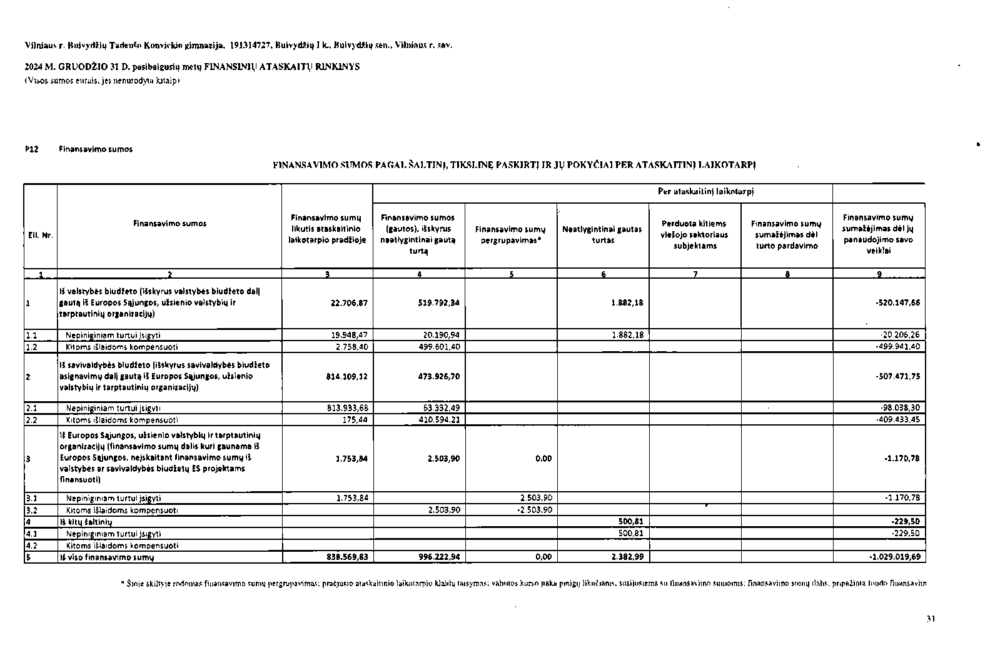 Vilniaus r. Buivydžių Tadeušo Konvickio gimnazija, 191314727, Buivydžių I k., Buivydžių sen., Vilniaus r. sav.
2024 M. GRUODŽIO 31 D. pasibaigusių metų FINANSINIŲ ATASKAITŲ RINKINYS
(Visos sumos eurais, jei nenurodyta kitaip)
P12 Finansavimo sumos
FINANSAVIMO SUMOS PAGAL ŠALTINĮ, TIKSLINĘ PASKIRTĮ IR JŲ POKYČIAI PER ATASKAITINĮ LAIKOTARPĮ
Per ataskaitinį laikotarpį
Eil. Nr.
Finansavimo sumos
Finansavimo sumų
likutis ataskaitinio
laikotarpio pradžioje
Finansavimo sumos
(gautos), išskyrus
neatlygintinai gautą
turtą
Finansavimo sumų
pergrupavimas*
Neatlygintinai gautas
turtas
Perduota kitiems
viešojo sektoriaus
subjektams
Finansavimo sumų
sumažėjimas dėl
turto pardavimo
Finansavimo sumų
sumažėjimas dėl jų
panaudojimo savo
veiklai
1 2 3 4 5 6 7 8 9
Iš valstybės biudžeto (išskyrus valstybės biudžeto dalį
1 gautą iš Europos Sąjungos, užsienio valstybių ir 22.706,87 519.792,34 1.882,18 -520.147,66
tarptautinių organizacijų)
1.1 Nepiniginiam turtui įsigyti 19.948,47 20.190,94 1.882,18 -20.206,26
1.2 Kitoms išlaidoms kompensuoti 2.758,40 499.601,40 -499.941,40
Iš savivaldybės biudžeto (išskyrus savivaldybės biudžeto
2 asignavimų dalį gautą iš Europos Sąjungos, užsienio 814.109,12 473.926,70 -507.471,75
valstybių ir tarptautinių organizacijų)
2.1 Nepiniginiam turtui įsigyti 813.933,68 63.332,49 -98.038,30
2.2 Kitoms išlaidoms kompensuoti 175,44 410.594,21 -409.433,45
Iš Europos Sąjungos, užsienio valstybių ir tarptautinių
organizacijų (finansavimo sumų dalis kuri gaunama iš
3 Europos Sąjungos, neįskaitant finansavimo sumų iš 1.753,84 2.503,90 0,00 -1.170,78
valstybės ar savivaldybės biudžetų ES projektams
finansuoti)
3.1 Nepiniginiam turtui įsigyti 1.753,84 2.503,90 -1.170,78
3.2 Kitoms išlaidoms kompensuoti 2.503,90 -2.503,90
4 Iš kitų šaltinių 500,81 -229,50
4.1 Nepiniginiam turtui įsigyti 500,81 -229,50
4.2 Kitoms išlaidoms kompensuoti
5 Iš viso finansavimo sumų 838.569,83 996.222,94 0,00 2.382,99 -1.029.019,69
* Šioje skiltyje rodomas finansavimo sumų pergrupavimas; praėjusio ataskaitinio laikotarpio klaidų taisymas; valiutos kurso įtaka pinigų likučiams, susijusiems su finansavimo sumomis; finansavimo sumų dalis, pripažinta
31